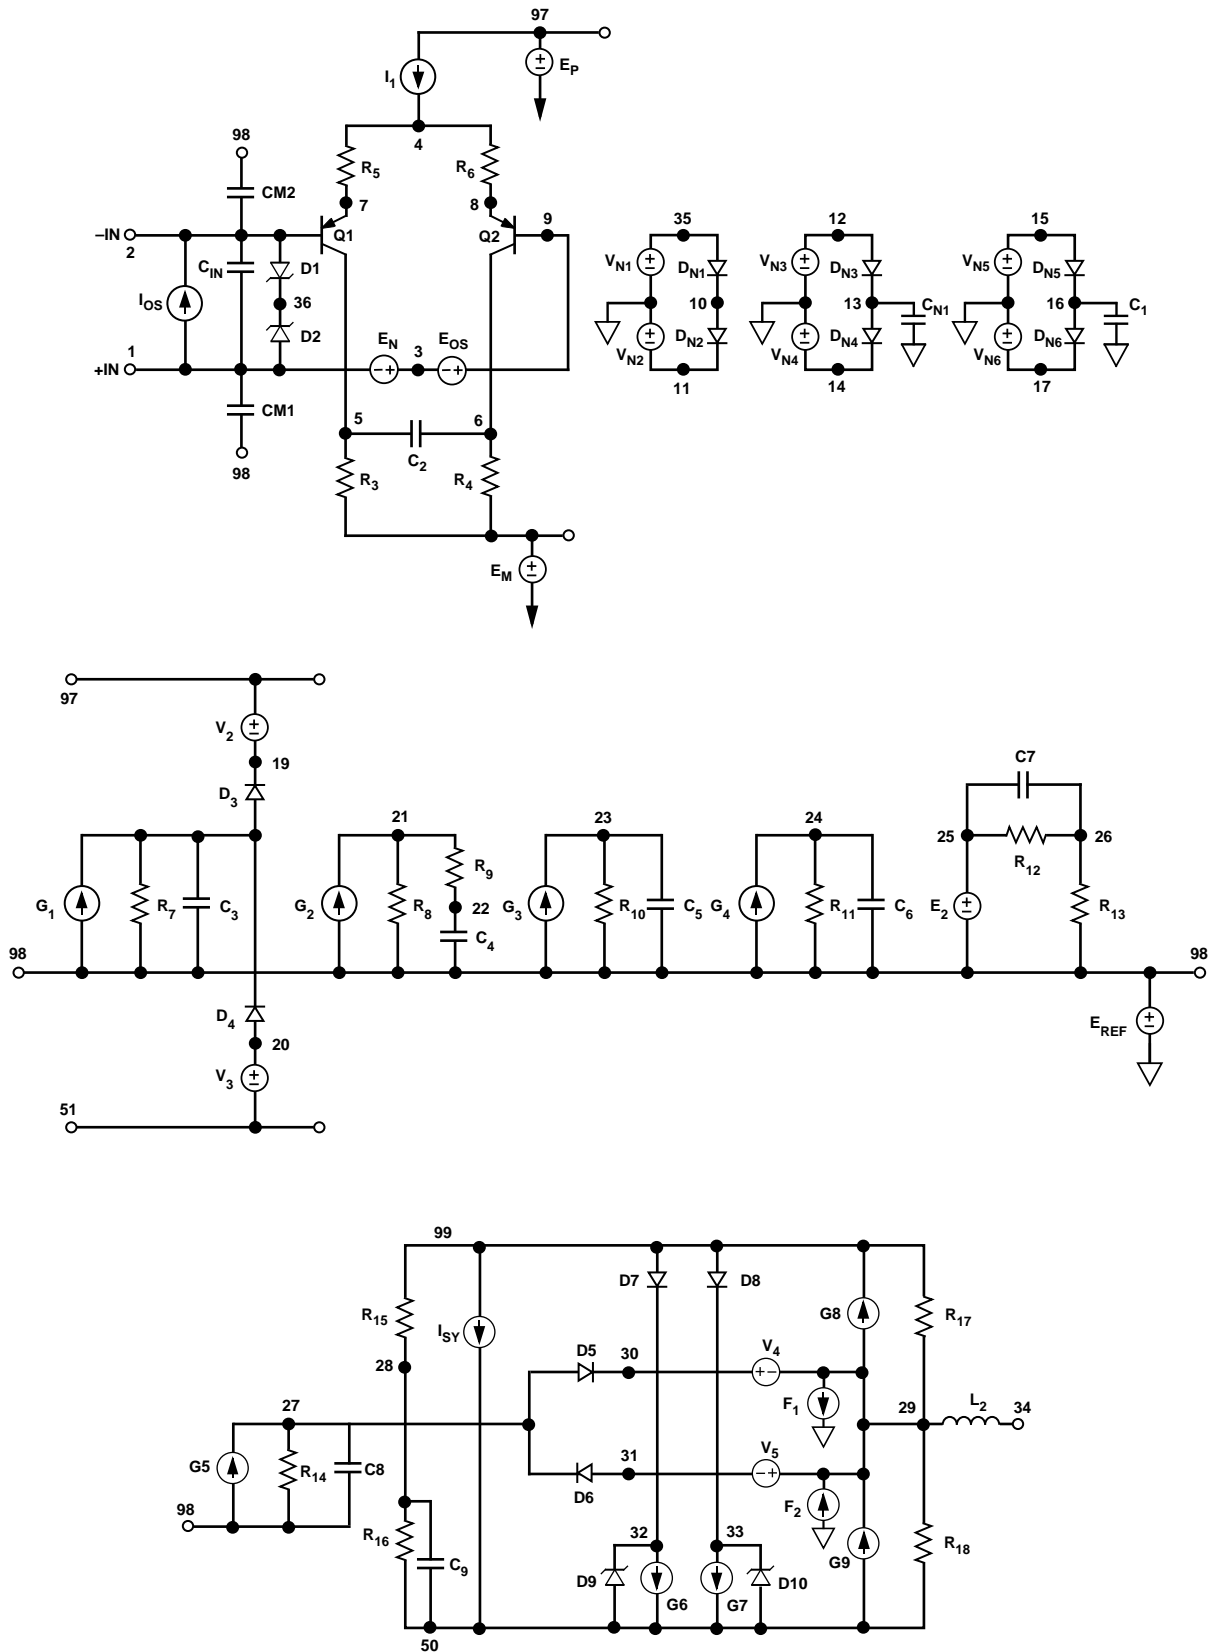 97
I1
EP
4
98
R5
R6
CM2
7
8
9
35
12
15
–IN
2
Q1
Q2
CIN
D1
VN1
DN1
VN3
DN3
VN5
DN5
IOS
36
10
13
CN1
16
C1
D2
EN
EOS
VN2
DN2
VN4
DN4
VN6
DN6
1
+IN
3
11
14
17
CM1
5
6
98
C2
R3
R4
EM
97
V2
19
C7
D3
21
23
24
25
26
R9
R12
G1
R7
C3
G2
R8
22
G3
R10
C5
G4
R11
C6
E2
R13
C4
98
98
D4
EREF
20
V3
51
99
D7
D8
R15
ISY
G8
R17
D5
30
V4
28
F1
27
29
L2
34
31
V5
G5
R14
C8
D6
F2
98
R16
32
33
C9
D9
G6
G7
D10
G9
R18
50